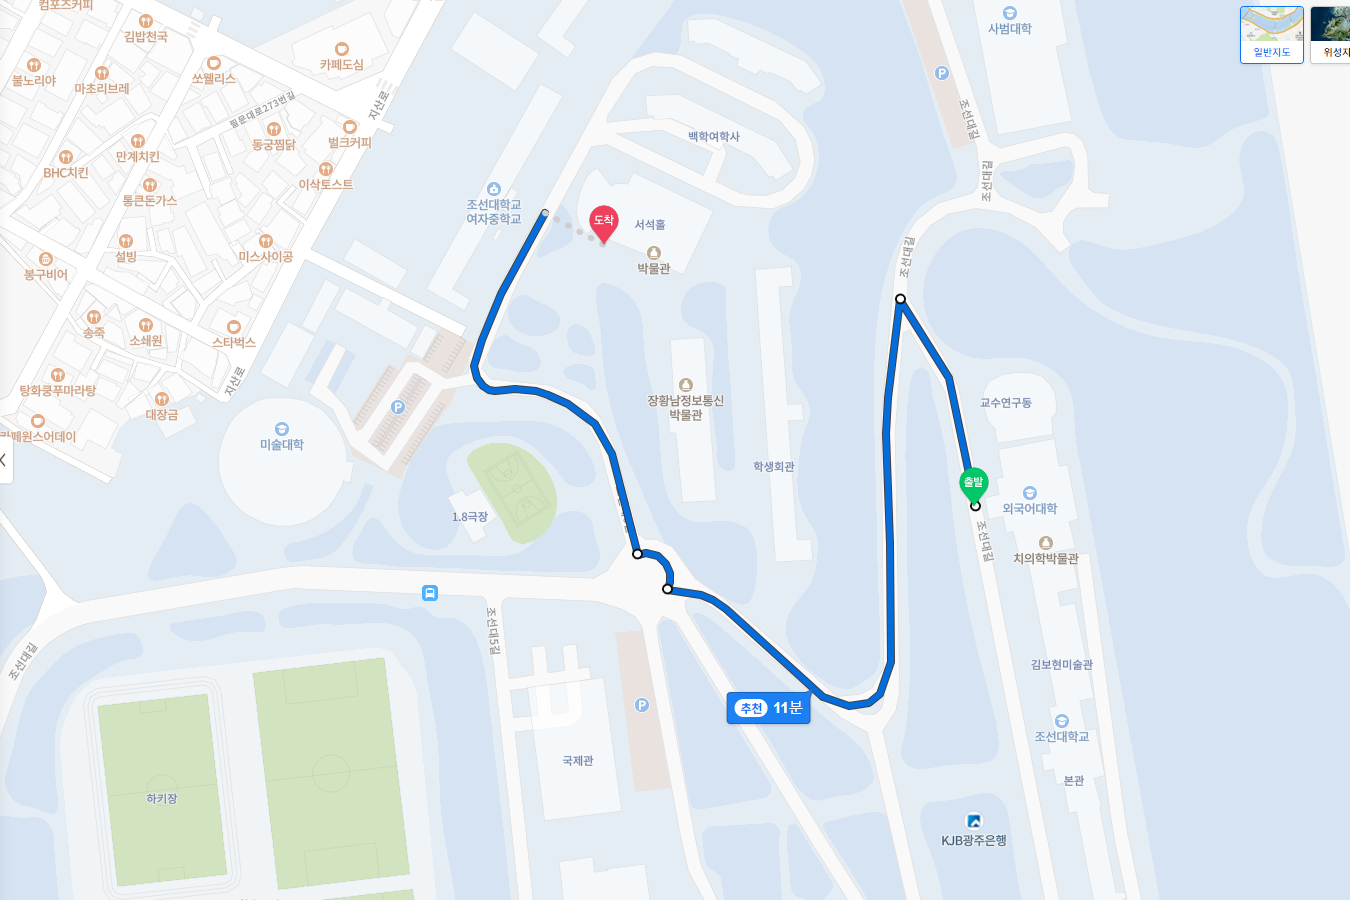 컴포즈커피
김밥천국
카페도심
불노리야
마초리브레
쏘웰리스
필문대로273번길
지산로
동궁찜닭
벌크커피
만계치킨
BHC치킨
이삭토스트
통큰돈가스
설빙
미스사이공
봉구비어
송죽
소쇄원
스타벅스
탕화쿵푸마라탕
지산로
대장금
카페원스어데이
미술대학
P
조선대학교
여자중학교
백학여학사
도착
서석홀
박물관
장황남정보통신
박물관
학생회관
1.8극장
사범대학
P
조선대길
조선대길
조선대길
일반지도
위성지
교수연구동
출발
외국어대학
조선대길
치의학박물관
김보현미술관
조선대학교
본관
KJB광주은행
추천 11분
조선대5길
P
국제관
조선대길
하키장